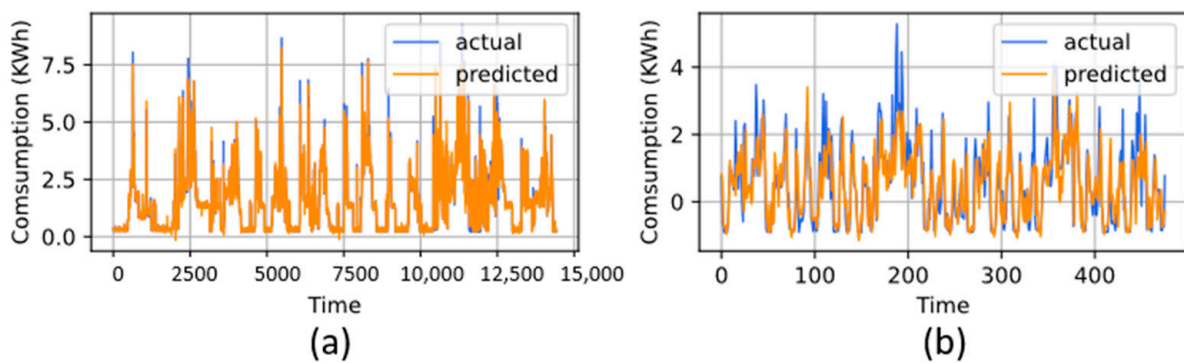 Comsumption (KWh)
7.5
5.0
2.5
0.0
actual
predicted
0 2500 5000 7500 10,000 12,500 15,000
Time
(a)
Comsumption (KWh)
4
2
0
actual
predicted
0 100 200 300 400
Time
(b)